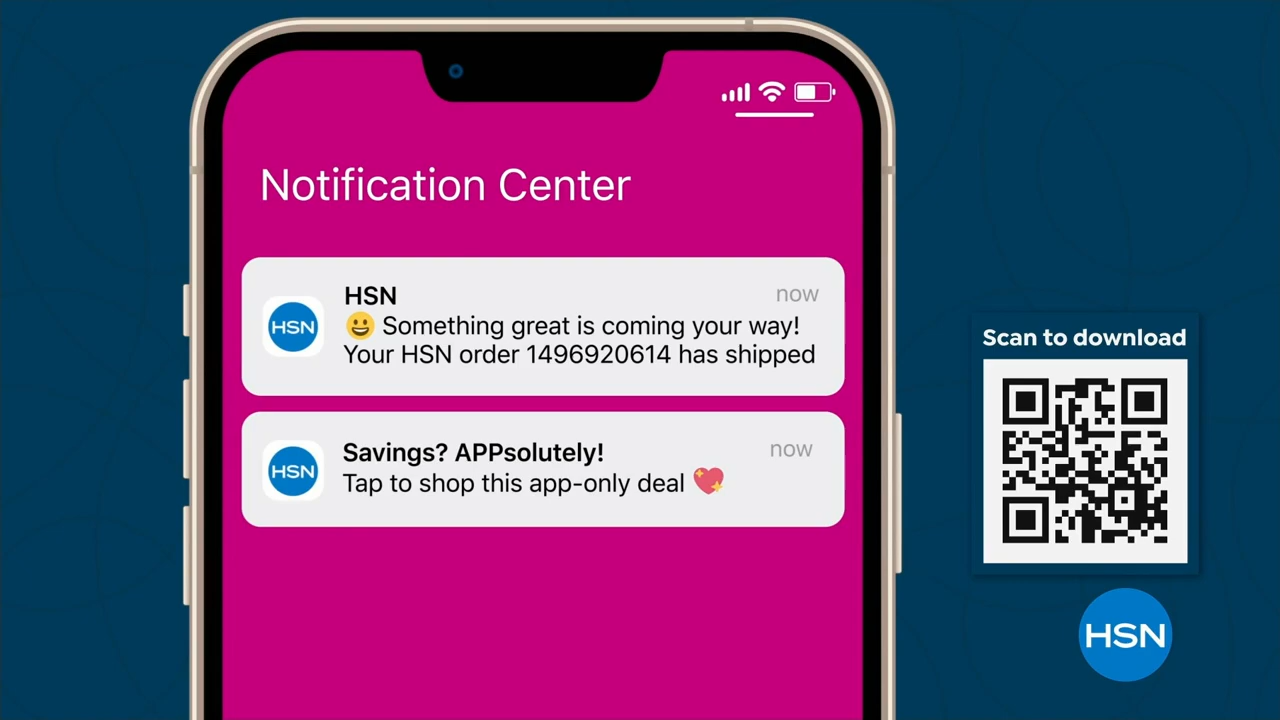 Notification Center
HSN
now
😀 Something great is coming your way!
Your HSN order 1496920614 has shipped
HSN
Savings? APPsolutely!
now
Tap to shop this app-only deal 💖
HSN
Scan to download
HSN